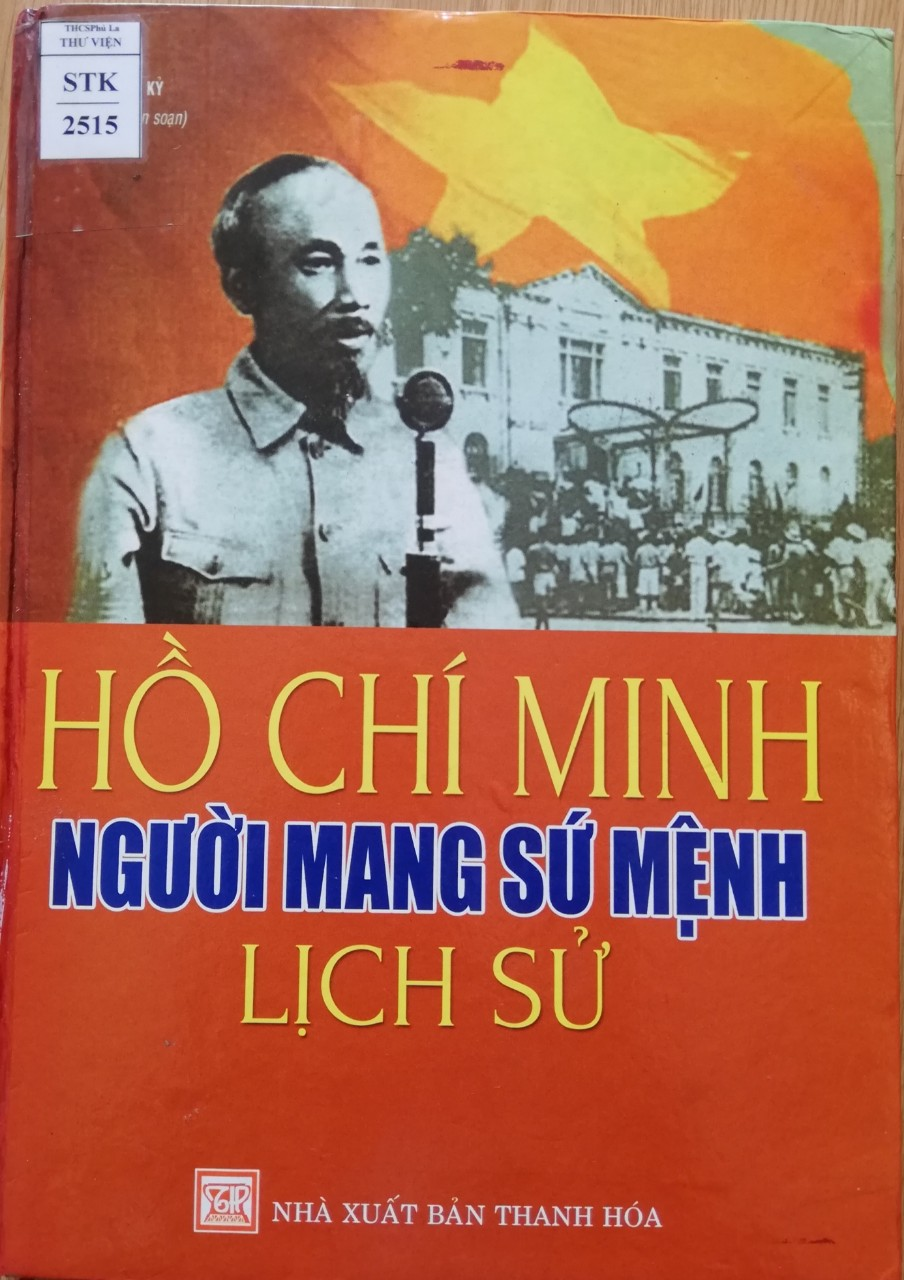 THCSPhú La
THƯ VIỆN
STK
2515
KỲ
n soạn)
HỒ CHÍ MINH
NGƯỜI MANG SỨ MỆNH
LỊCH SỬ
NHÀ XUẤT BẢN THANH HÓA